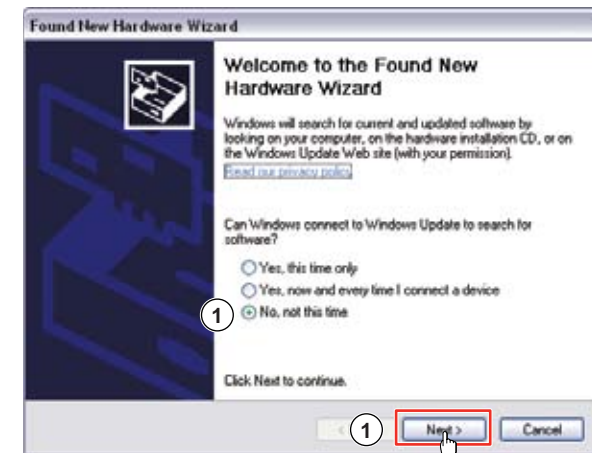 Found New Hardware Wizard
Welcome to the Found New
Hardware Wizard
Windows will search for current and updated software by
looking on your computer, on the hardware installation CD, or on
the Windows Update Web site (with your permission).
Read our privacy policy
Can Windows connect to Windows Update to search for
software?
Yes, this time only
Yes, now and every time I connect a device
1 No, not this time
Click Next to continue.
< 1 Next > Cancel